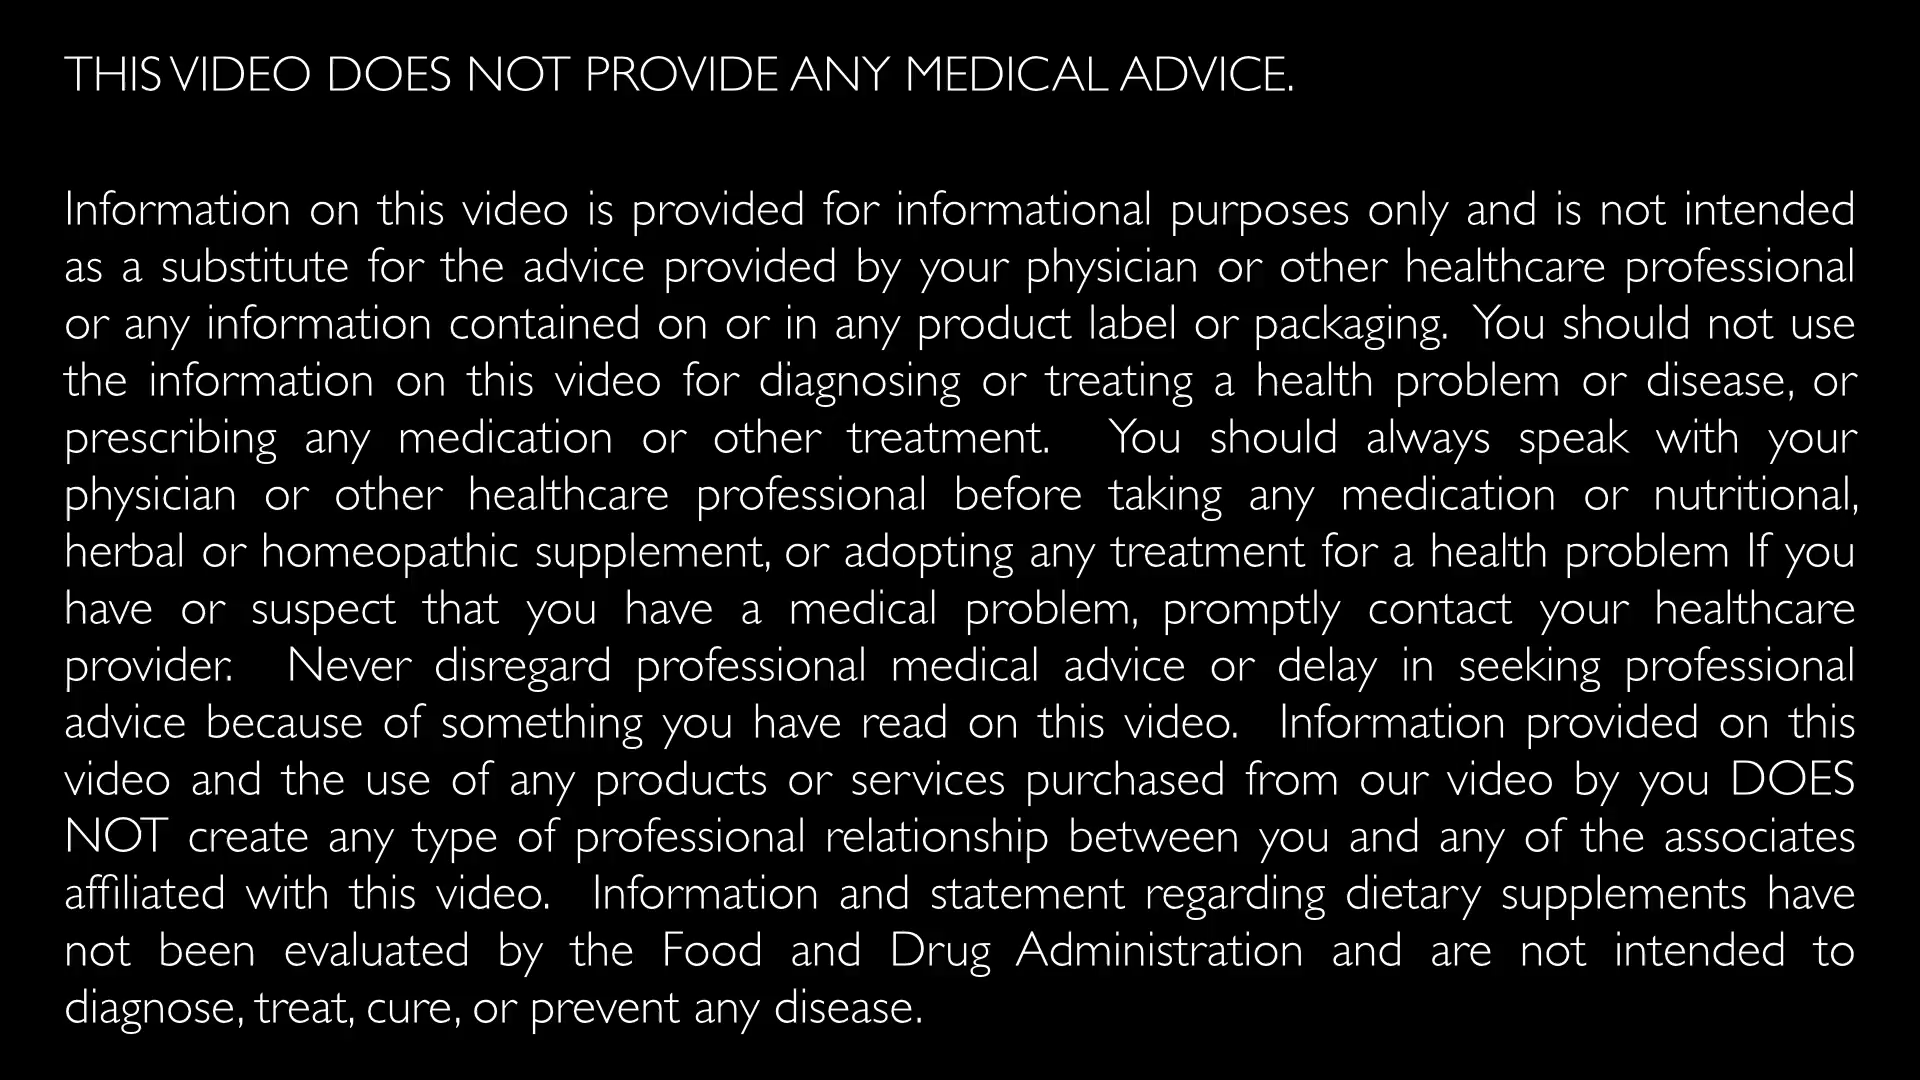 THIS VIDEO DOES NOT PROVIDE ANY MEDICAL ADVICE.
Information on this video is provided for informational purposes only and is not intended
as a substitute for the advice provided by your physician or other healthcare professional
or any information contained on or in any product label or packaging. You should not use
the information on this video for diagnosing or treating a health problem or disease, or
prescribing any medication or other treatment. You should always speak with your
physician or other healthcare professional before taking any medication or nutritional,
herbal or homeopathic supplement, or adopting any treatment for a health problem If you
have or suspect that you have a medical problem, promptly contact your healthcare
provider. Never disregard professional medical advice or delay in seeking professional
advice because of something you have read on this video. Information provided on this
video and the use of any products or services purchased from our video by you DOES
NOT create any type of professional relationship between you and any of the associates
affiliated with this video. Information and statement regarding dietary supplements have
not been evaluated by the Food and Drug Administration and are not intended to
diagnose, treat, cure, or prevent any disease.